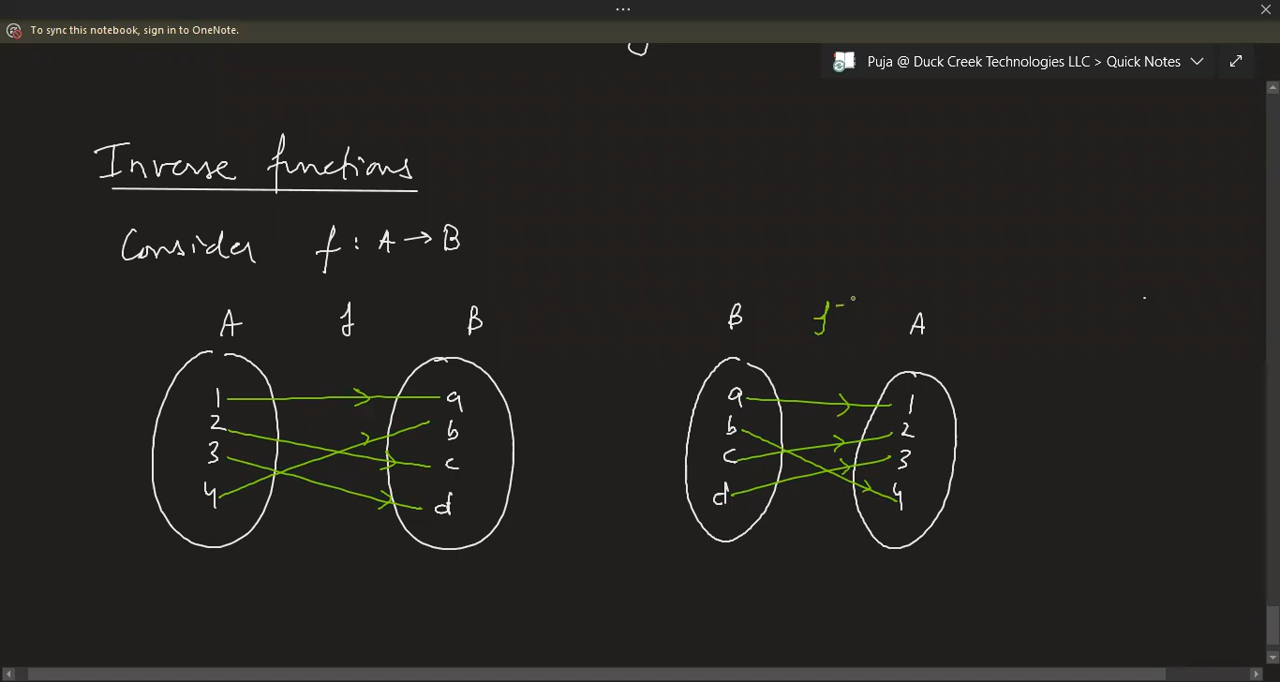 To sync this notebook, sign in to OneNote.
Puja @ Duck Creek Technologies LLC > Quick Notes
Inverse functions
Consider f : A → B
A f B B f⁻ A
1 a a 1
2 b b 2
3 c c 3
4 d d 4